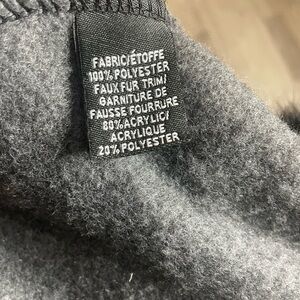 FABRIC/ÉTOFFE
100% POLYESTER
FAUX FUR TRIM/
GARNITURE DE
FAUSSE FOURRURE
80% ACRYLIC/
ACRYLIQUE
20% POLYESTER